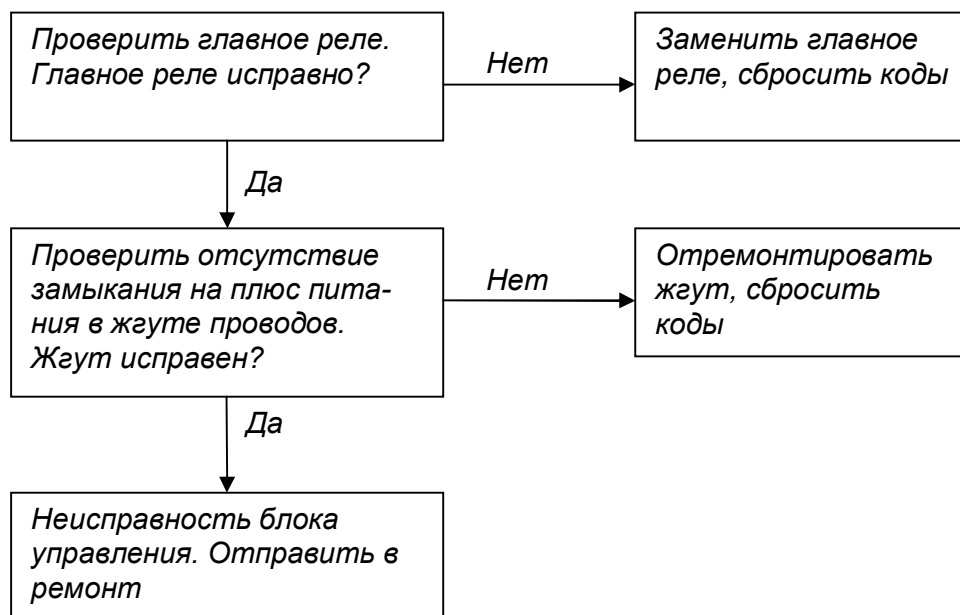 Проверить главное реле.
Главное реле исправно?
Нет
Заменить главное
реле, сбросить коды
Да
Проверить отсутствие
замыкания на плюс пита-
ния в жгуте проводов.
Жгут исправен?
Нет
Отремонтировать
жгут, сбросить
коды
Да
Неисправность блока
управления. Отправить в
ремонт